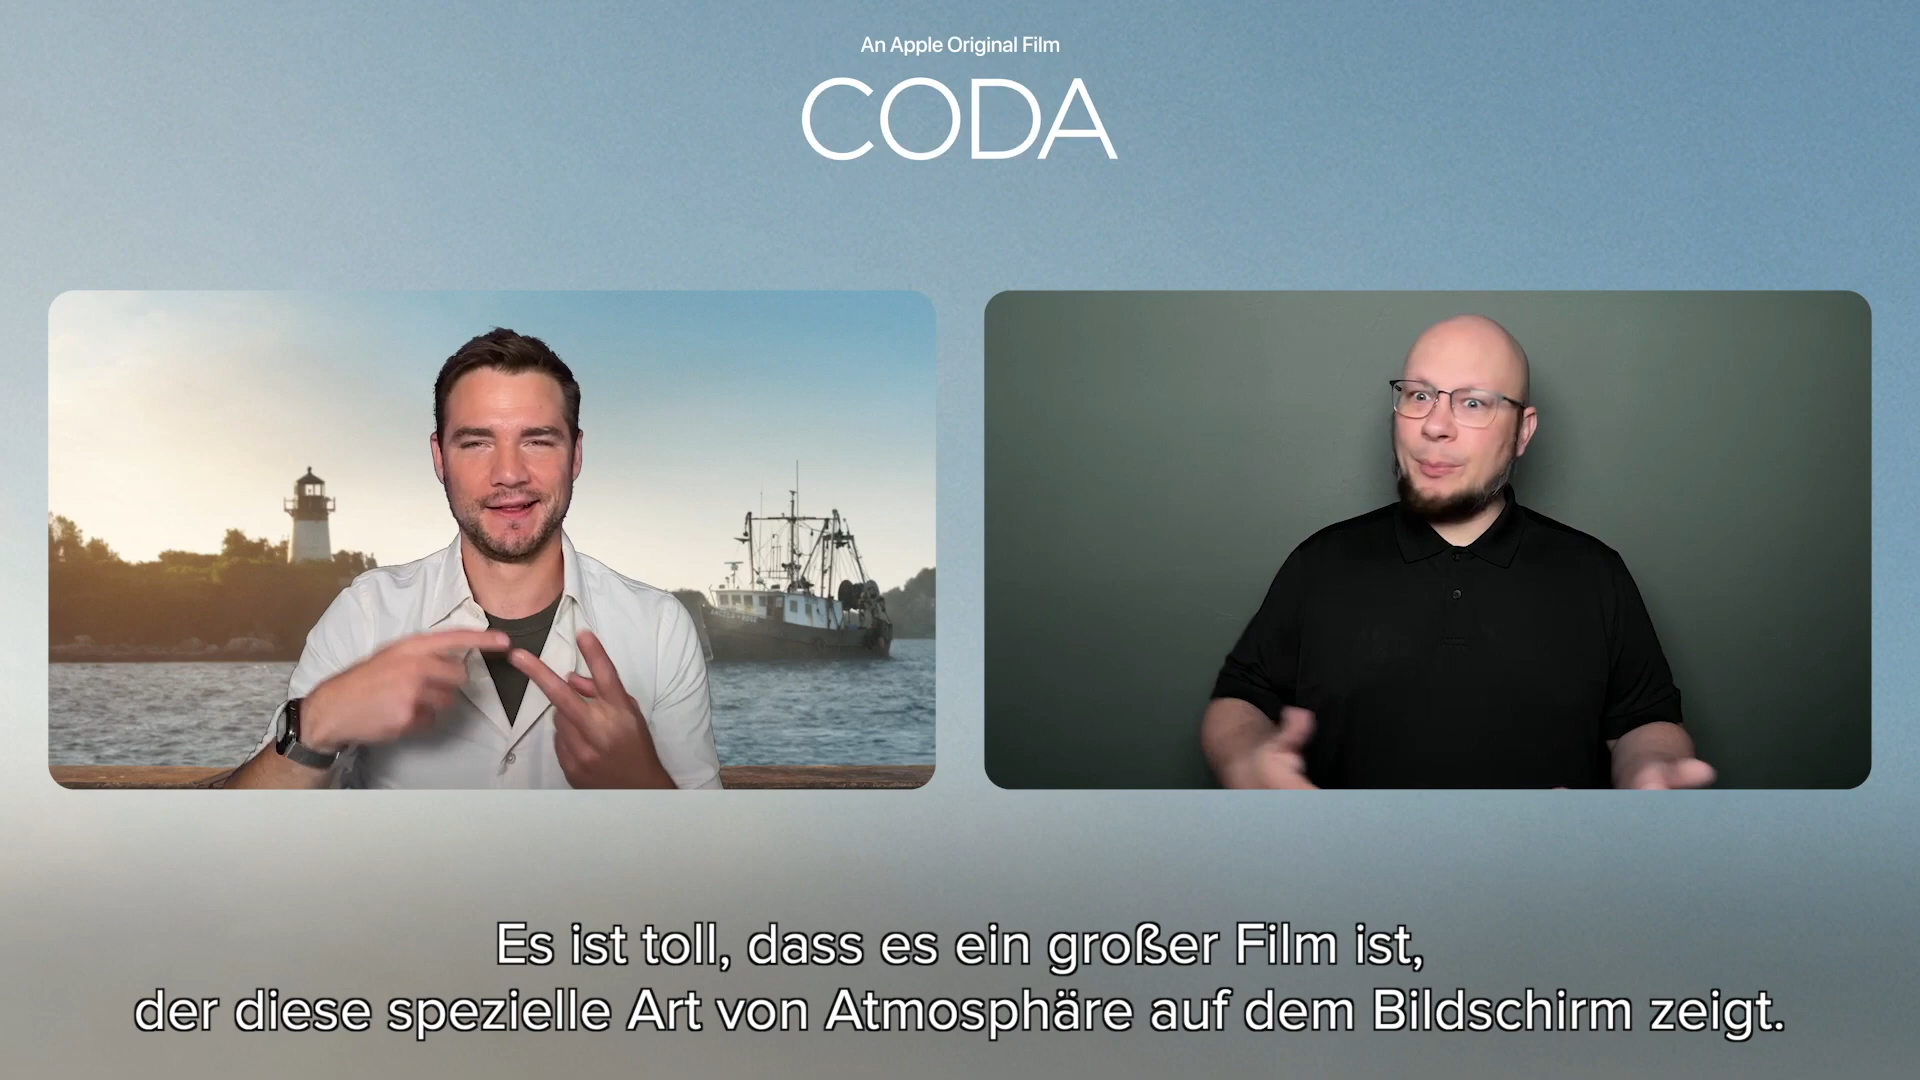 An Apple Original Film
CODA
Es ist toll, dass es ein großer Film ist,
der diese spezielle Art von Atmosphäre auf dem Bildschirm zeigt.